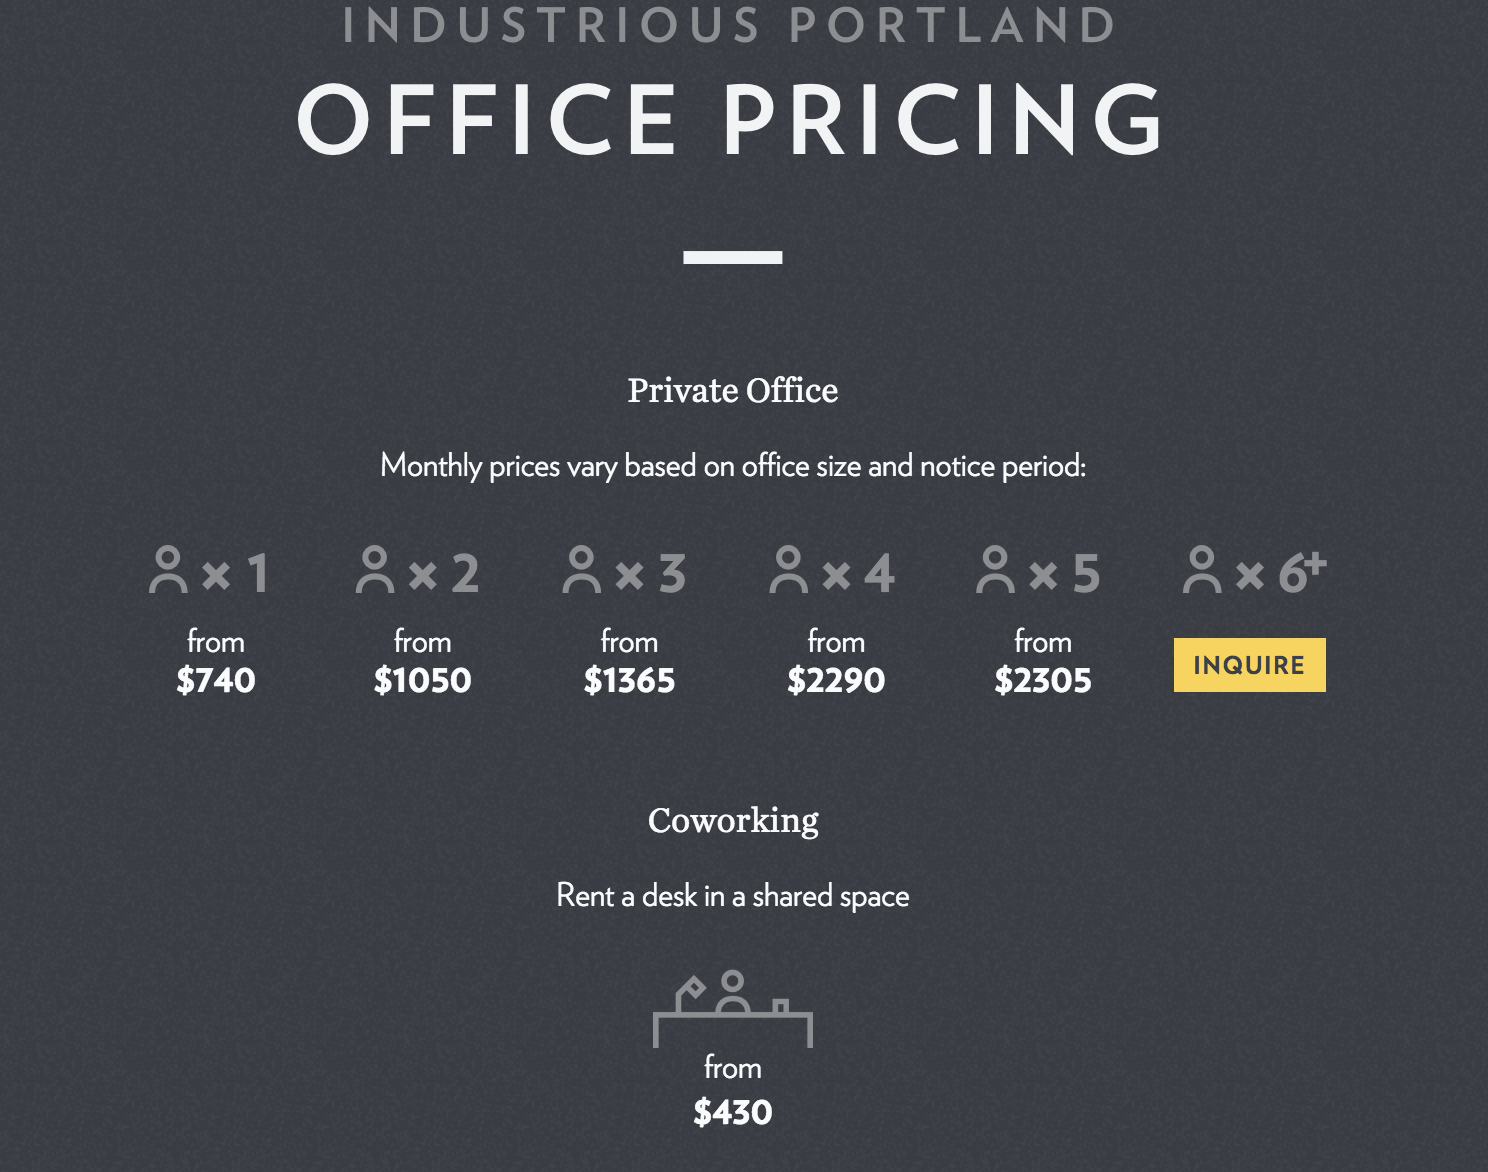 INDUSTRIOUS PORTLAND
OFFICE PRICING
Private Office
Monthly prices vary based on office size and notice period:
× 1 × 2 × 3 × 4 × 5 × 6+
from from from from from
$740 $1050 $1365 $2290 $2305 INQUIRE
Coworking
Rent a desk in a shared space
from
$430